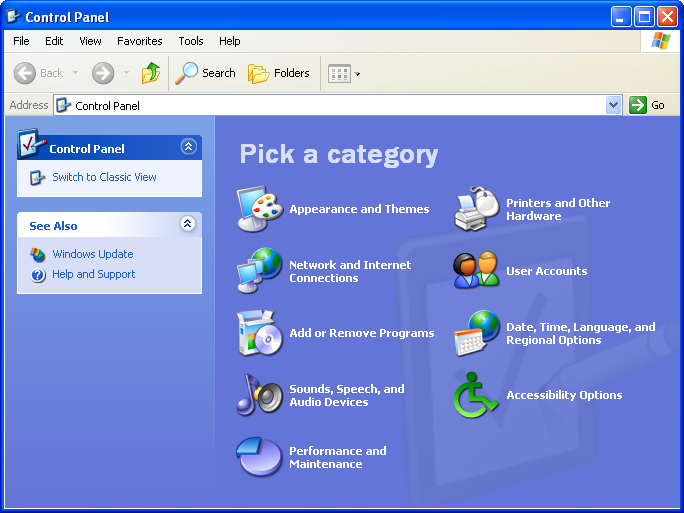 Control Panel
File Edit View Favorites Tools Help
Back Search Folders
Address Control Panel Go
Control Panel
Switch to Classic View
See Also
Windows Update
Help and Support
Pick a category
Appearance and Themes
Printers and Other
Hardware
Network and Internet
Connections
User Accounts
Add or Remove Programs
Date, Time, Language, and
Regional Options
Sounds, Speech, and
Audio Devices
Accessibility Options
Performance and
Maintenance